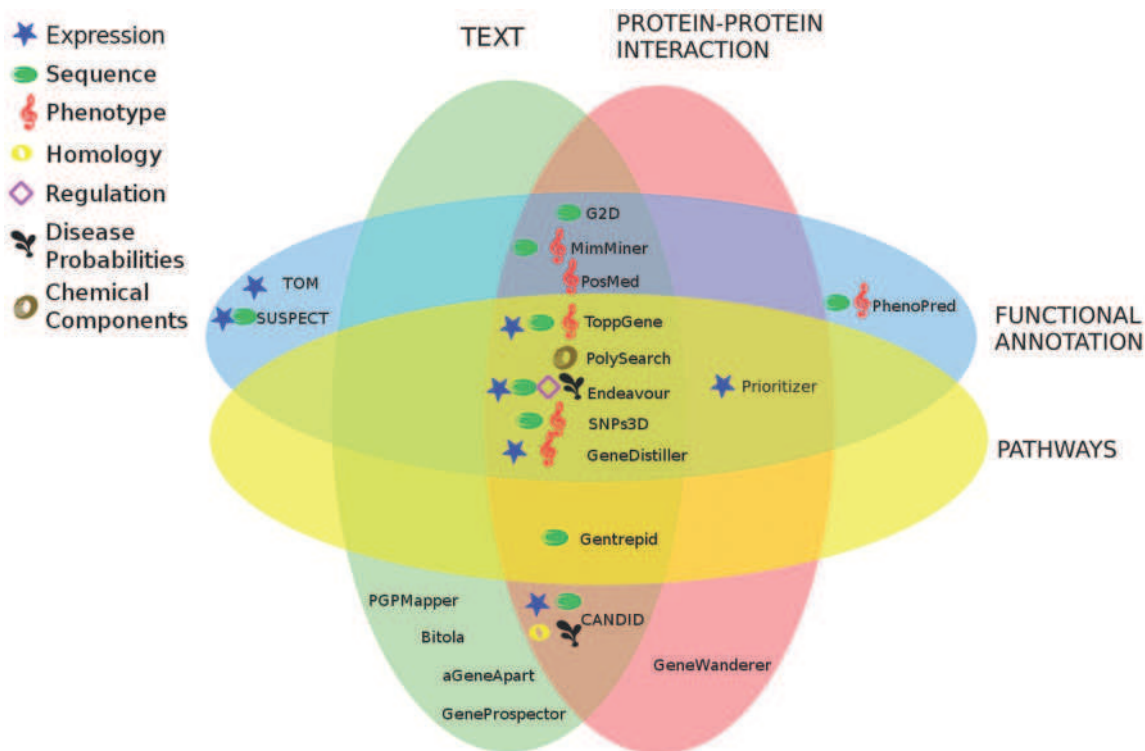 Expression
Sequence
Phenotype
Homology
Regulation
Disease
Probabilities
Chemical
Components
TEXT
PROTEIN-PROTEIN
INTERACTION
FUNCTIONAL
ANNOTATION
PATHWAYS
G2D
MimMiner
PosMed
TOM
SUSPECT
PhenoPred
ToppGene
PolySearch
Endeavour
Prioritizer
SNPs3D
GeneDistiller
Gentrepid
PGPMapper
CANDID
Bitola
GeneWanderer
aGeneApart
GeneProspector